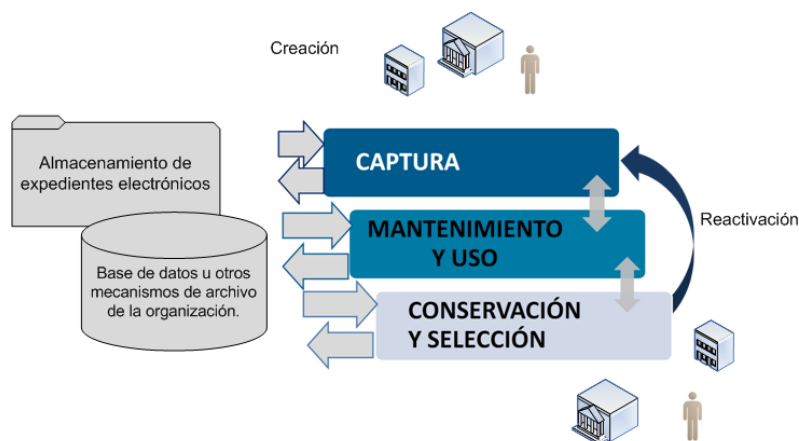 Creación
Almacenamiento de
expedientes electrónicos
CAPTURA
MANTENIMIENTO
Y USO
Reactivación
Base de datos u otros
mecanismos de archivo
de la organización.
CONSERVACIÓN
Y SELECCIÓN